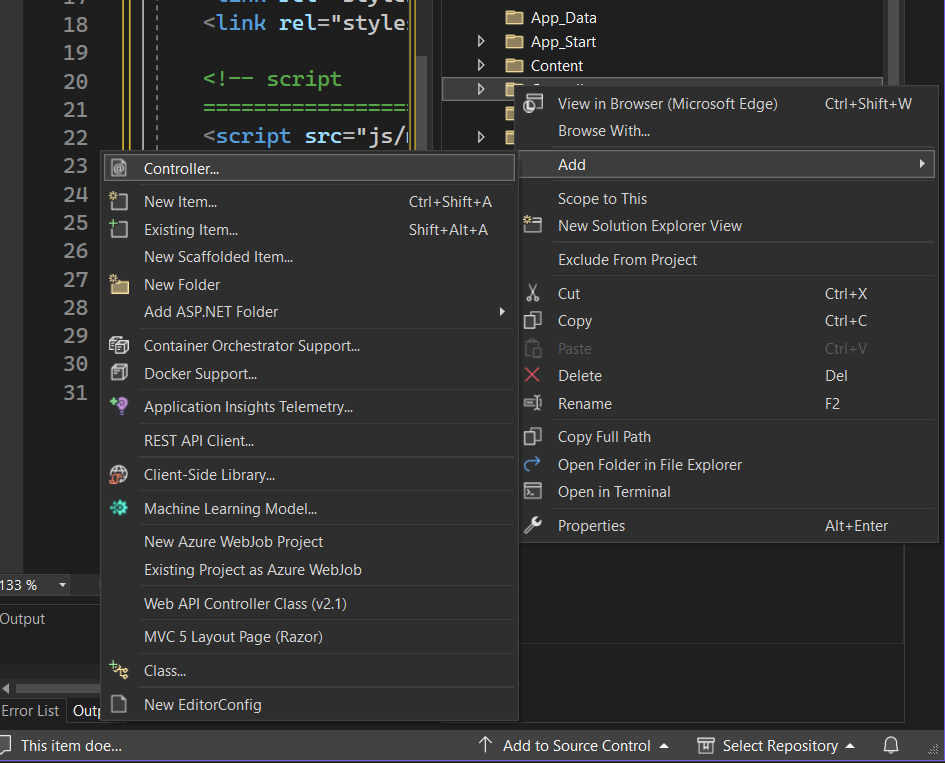 17
18 <link rel="style
19
20 <!-- script
21 ==================
22 <script src="js/
23
24
25
26
27
28
29
30
31
App_Data
App_Start
Content
View in Browser (Microsoft Edge) Ctrl+Shift+W
Browse With...
Add
Scope to This
New Solution Explorer View
Exclude From Project
Cut Ctrl+X
Copy Ctrl+C
Paste Ctrl+V
Delete Del
Rename F2
Copy Full Path
Open Folder in File Explorer
Open in Terminal
Properties Alt+Enter
Controller...
New Item... Ctrl+Shift+A
Existing Item... Shift+Alt+A
New Scaffolded Item...
New Folder
Add ASP.NET Folder
Container Orchestrator Support...
Docker Support...
Application Insights Telemetry...
REST API Client...
Client-Side Library...
Machine Learning Model...
New Azure WebJob Project
Existing Project as Azure WebJob
Web API Controller Class (v2.1)
MVC 5 Layout Page (Razor)
Class...
New EditorConfig
133 %
Output
Error List Outp
This item doe... Add to Source Control Select Repository